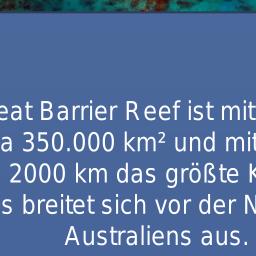 eat Barrier Reef ist mit
a 350.000 km² und mit
2000 km das größte K
s breitet sich vor der N
Australiens aus.